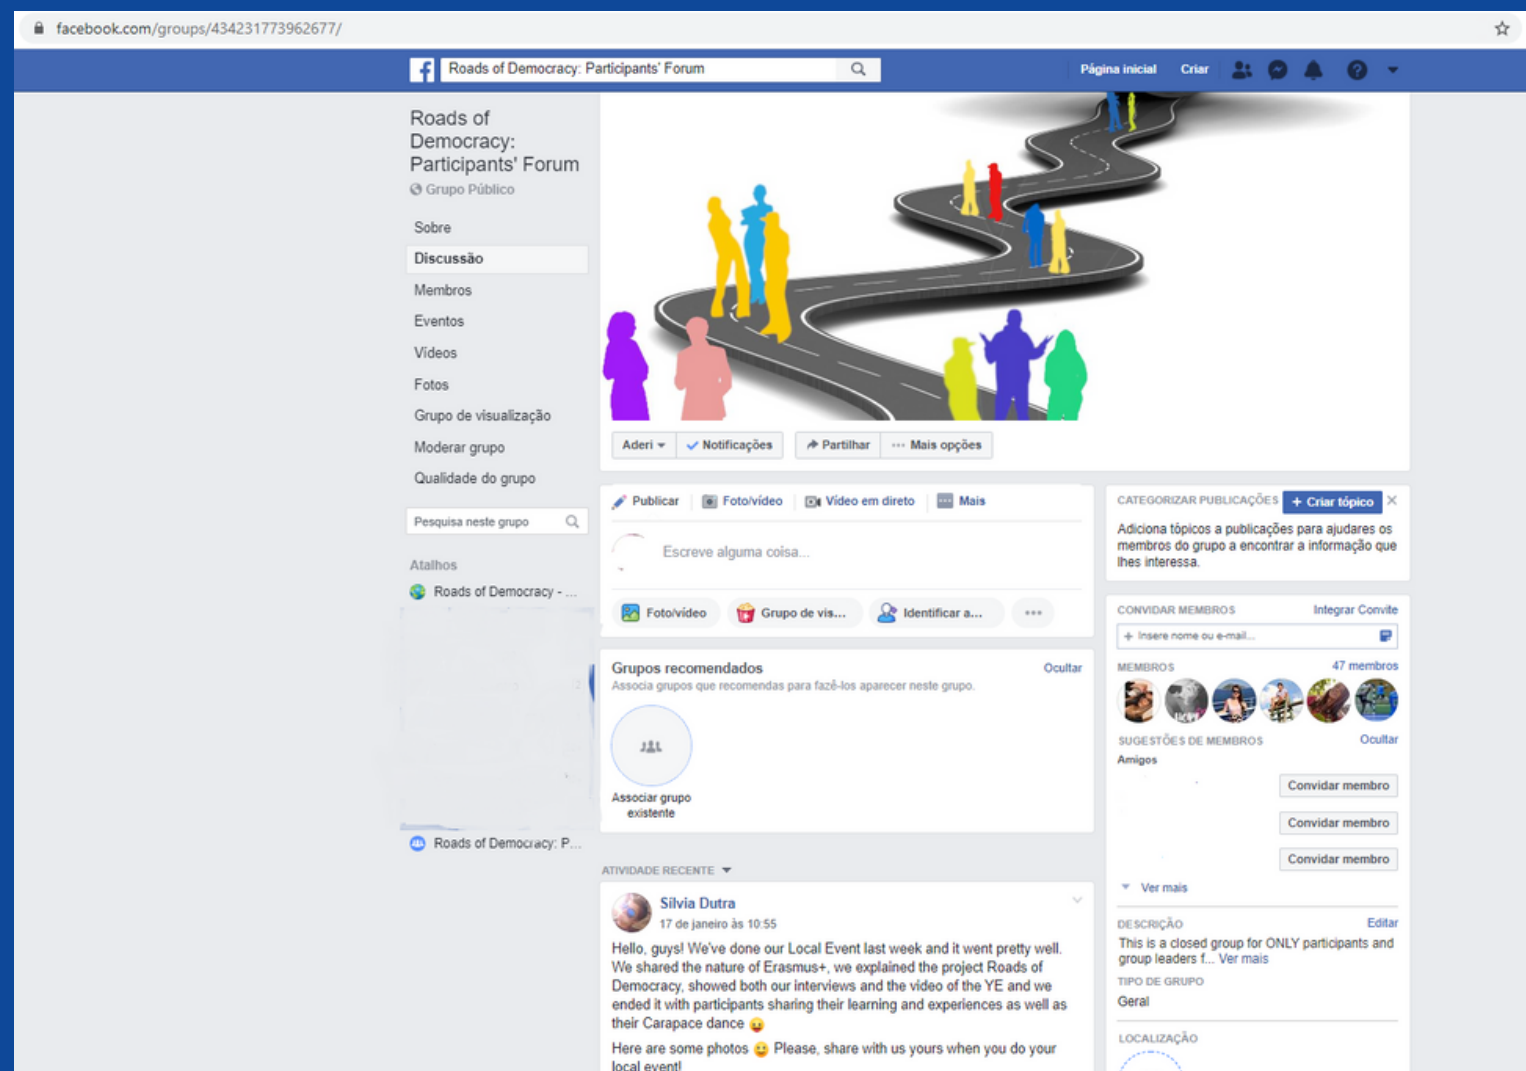 facebook.com/groups/434231773962677/
Roads of Democracy: Participants' Forum
Página inicial
Criar
Roads of
Democracy:
Participants' Forum
Grupo Público
Sobre
Discussão
Membros
Eventos
Vídeos
Fotos
Grupo de visualização
Moderar grupo
Qualidade do grupo
Pesquisa neste grupo
Atalhos
Roads of Democracy - ...
Roads of Democracy: P...
Aderi
Notificações
Partilhar
Mais opções
Publicar
Foto/vídeo
Vídeo em direto
Mais
Escreve alguma coisa...
Foto/vídeo
Grupo de vis...
Identificar a...
Grupos recomendados
Ocultar
Associa grupos que recomendas para fazê-los aparecer neste grupo.
Associar grupo
existente
ATIVIDADE RECENTE
Sílvia Dutra
17 de janeiro às 10:55
Hello, guys! We've done our Local Event last week and it went pretty well.
We shared the nature of Erasmus+, we explained the project Roads of
Democracy, showed both our interviews and the video of the YE and we
ended it with participants sharing their learning and experiences as well as
their Carapace dance 😛
Here are some photos 😃 Please, share with us yours when you do your
local event!
CATEGORIZAR PUBLICAÇÕES
+ Criar tópico
Adiciona tópicos a publicações para ajudares os
membros do grupo a encontrar a informação que
lhes interessa.
CONVIDAR MEMBROS
Integrar Convite
+ Insere nome ou e-mail...
MEMBROS
47 membros
SUGESTÕES DE MEMBROS
Ocultar
Amigos
Convidar membro
Convidar membro
Convidar membro
Ver mais
DESCRIÇÃO
Editar
This is a closed group for ONLY participants and
group leaders f... Ver mais
TIPO DE GRUPO
Geral
LOCALIZAÇÃO